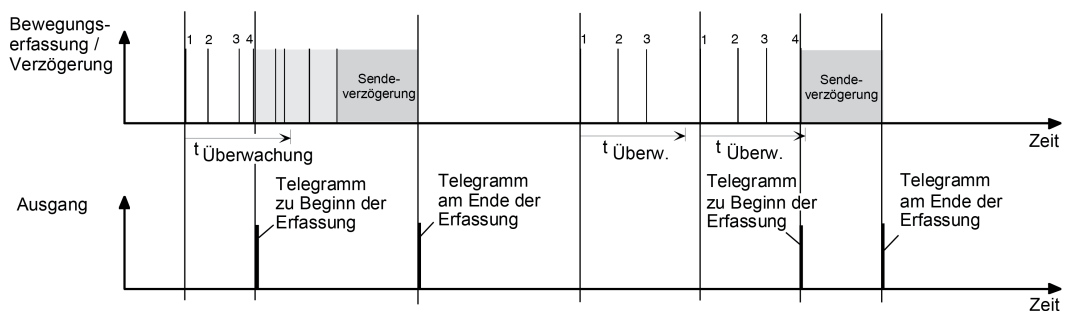 Bewegungs-
erfassung /
Verzögerung
1 2 3 4
Sende-
verzögerung
1 2 3
1 2 3 4
Sende-
verzögerung
Zeit
t Überwachung
t Überw.
t Überw.
Ausgang
Telegramm
zu Beginn der
Erfassung
Telegramm
am Ende der
Erfassung
Telegramm
zu Beginn der
Erfassung
Telegramm
am Ende der
Erfassung
Zeit